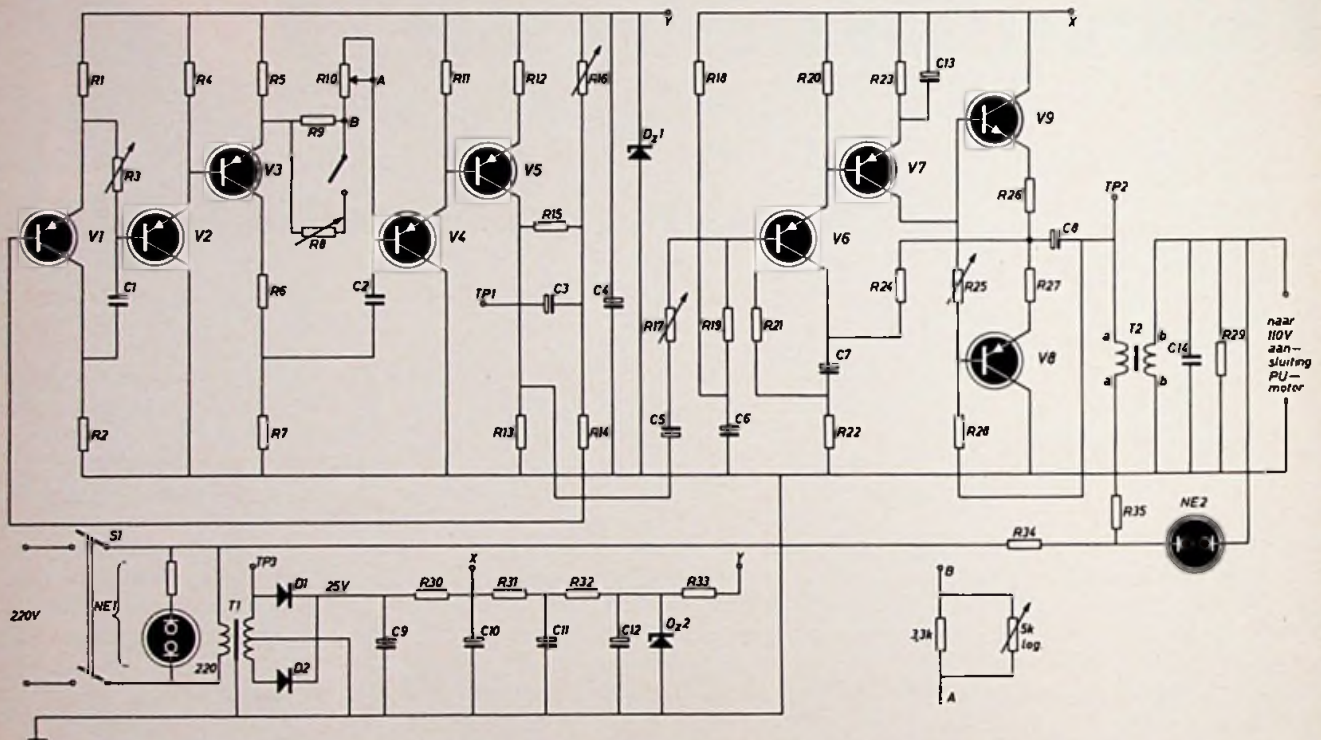 Y
X
R1
R4
R5
R10
A
R11
R12
R16
R18
R20
R23
C13
B
R9
R3
V3
Dz1
V9
V5
V7
R26
TP2
V1
V2
R8
V4
R15
V6
C8
C1
R6
C2
TP1
C3
C4
R17
R19
R21
R24
R25
R27
V8
a
T2
b
C14
R29
a
b
naar
110V
aan-
sluiting
PU-
motor
C7
R2
R7
R13
R14
C5
C6
R22
R28
S1
R34
R35
NE2
220V
NE1
T1
220
TP3
D1
25V
D2
C9
R30
X
C10
R31
C11
R32
C12
Dz2
R33
Y
B
3,3k
5k
log.
A